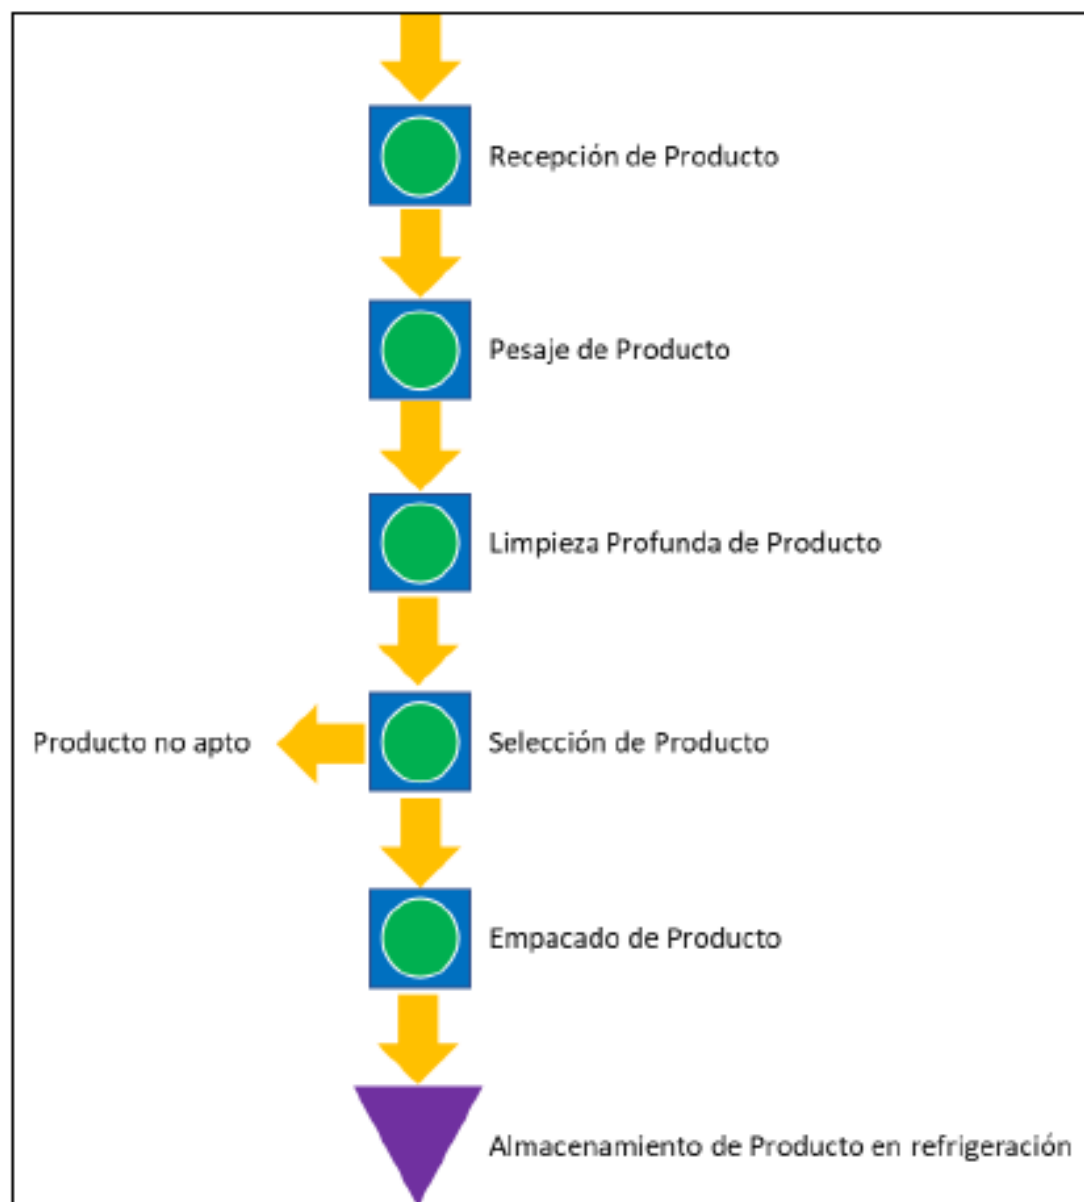 Recepción de Producto
Pesaje de Producto
Limpieza Profunda de Producto
Producto no apto
Selección de Producto
Empacado de Producto
Almacenamiento de Producto en refrigeración